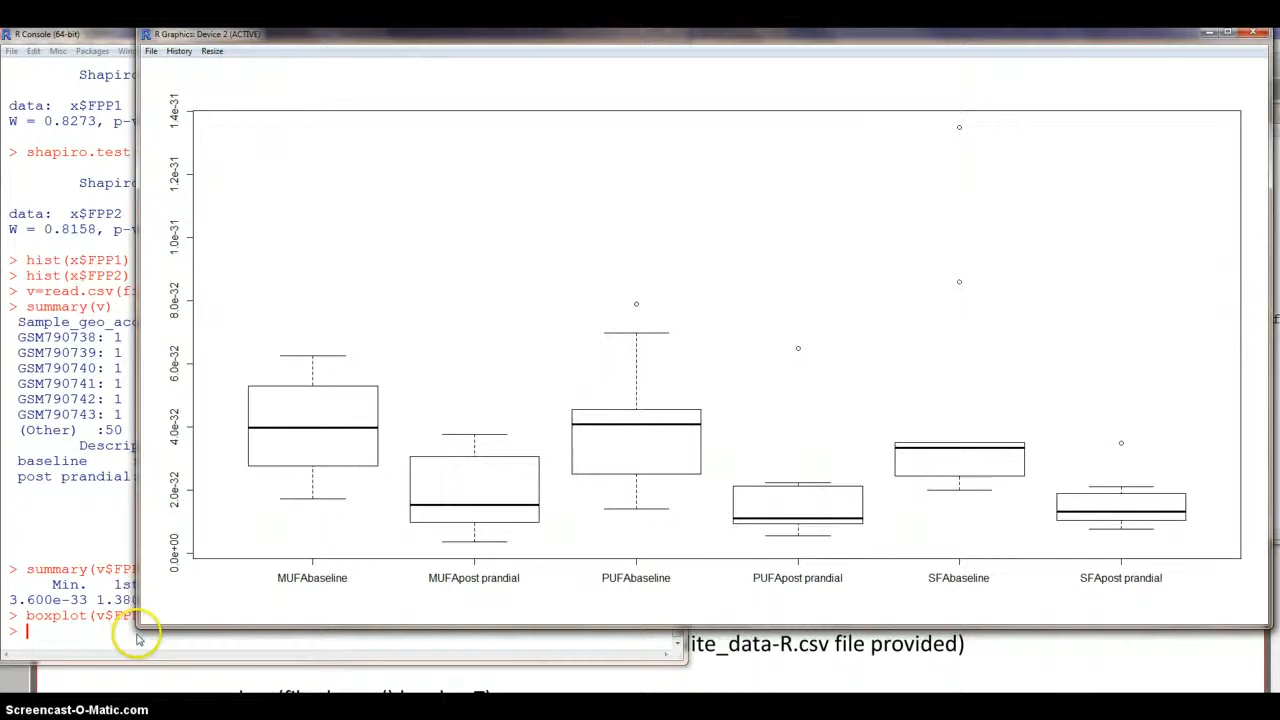 R Console (64-bit)
File Edit Misc Packages
Shapiro
data: x$FPP1
W = 0.8273, p-v
> shapiro.test
Shapiro
data: x$FPP2
W = 0.8158, p-v
> hist(x$FPP1)
> hist(x$FPP2)
> v=read.csv(fi
> summary(v)
Sample_geo_acc
GSM790738: 1
GSM790739: 1
GSM790740: 1
GSM790741: 1
GSM790742: 1
GSM790743: 1
(Other) :50
Descrip
baseline
post prandial:
> summary(v$FP
Min. 1st
3.600e-33 1.380
> boxplot(v$FP
>
R Graphics: Device 2 (ACTIVE)
File History Resize
1.4e-31
1.2e-31
1.0e-31
8.0e-32
6.0e-32
4.0e-32
2.0e-32
0.0e+00
MUFAbaseline MUFApost prandial PUFAbaseline PUFApost prandial SFAbaseline SFApost prandial
ite_data-R.csv file provided)
Screencast-O-Matic.com